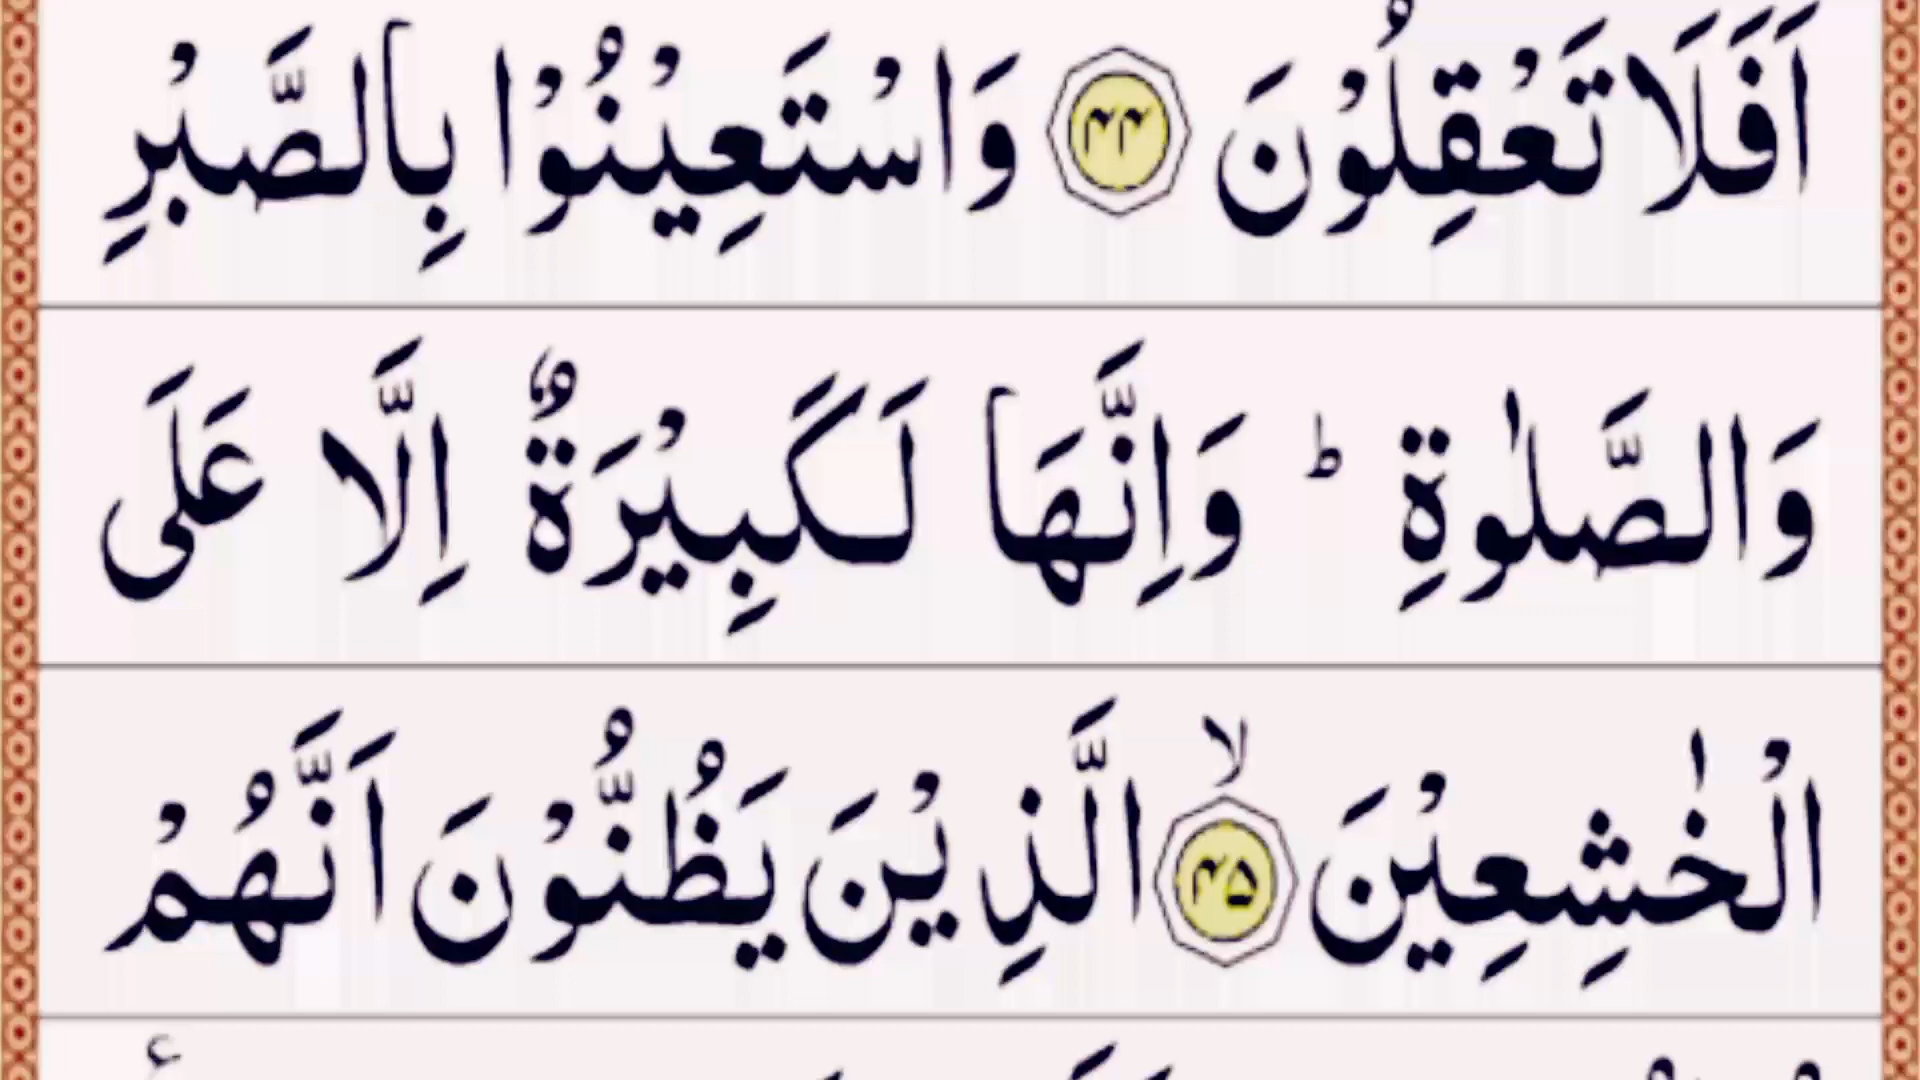 اَفَلَا تَعْقِلُوْنَ ۴۴ وَاسْتَعِيْنُوْا بِالصَّبْرِ
وَالصَّلٰوةِ ؕ وَاِنَّهَا لَكَبِيْرَةٌ اِلَّا عَلَى
الْخٰشِعِيْنَ ۴۵ ۙ الَّذِيْنَ يَظُنُّوْنَ اَنَّهُمْ